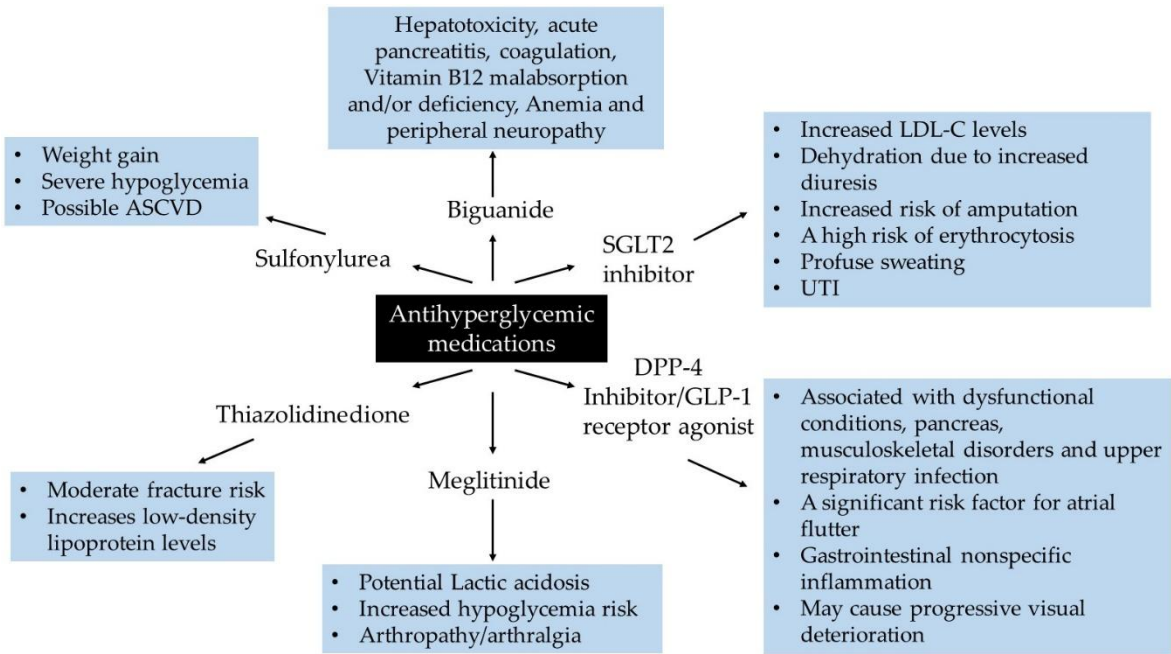 Hepatotoxicity, acute
pancreatitis, coagulation,
Vitamin B12 malabsorption
and/or deficiency, Anemia and
peripheral neuropathy
• Weight gain
• Severe hypoglycemia
• Possible ASCVD
• Increased LDL-C levels
• Dehydration due to increased
diuresis
• Increased risk of amputation
• A high risk of erythrocytosis
• Profuse sweating
• UTI
Biguanide
Sulfonylurea
SGLT2
inhibitor
Antihyperglycemic
medications
DPP-4
Inhibitor/GLP-1
receptor agonist
Thiazolidinedione
Meglitinide
• Associated with dysfunctional
conditions, pancreas,
musculoskeletal disorders and upper
respiratory infection
• A significant risk factor for atrial
flutter
• Gastrointestinal nonspecific
inflammation
• May cause progressive visual
deterioration
• Moderate fracture risk
• Increases low-density
lipoprotein levels
• Potential Lactic acidosis
• Increased hypoglycemia risk
• Arthropathy/arthralgia